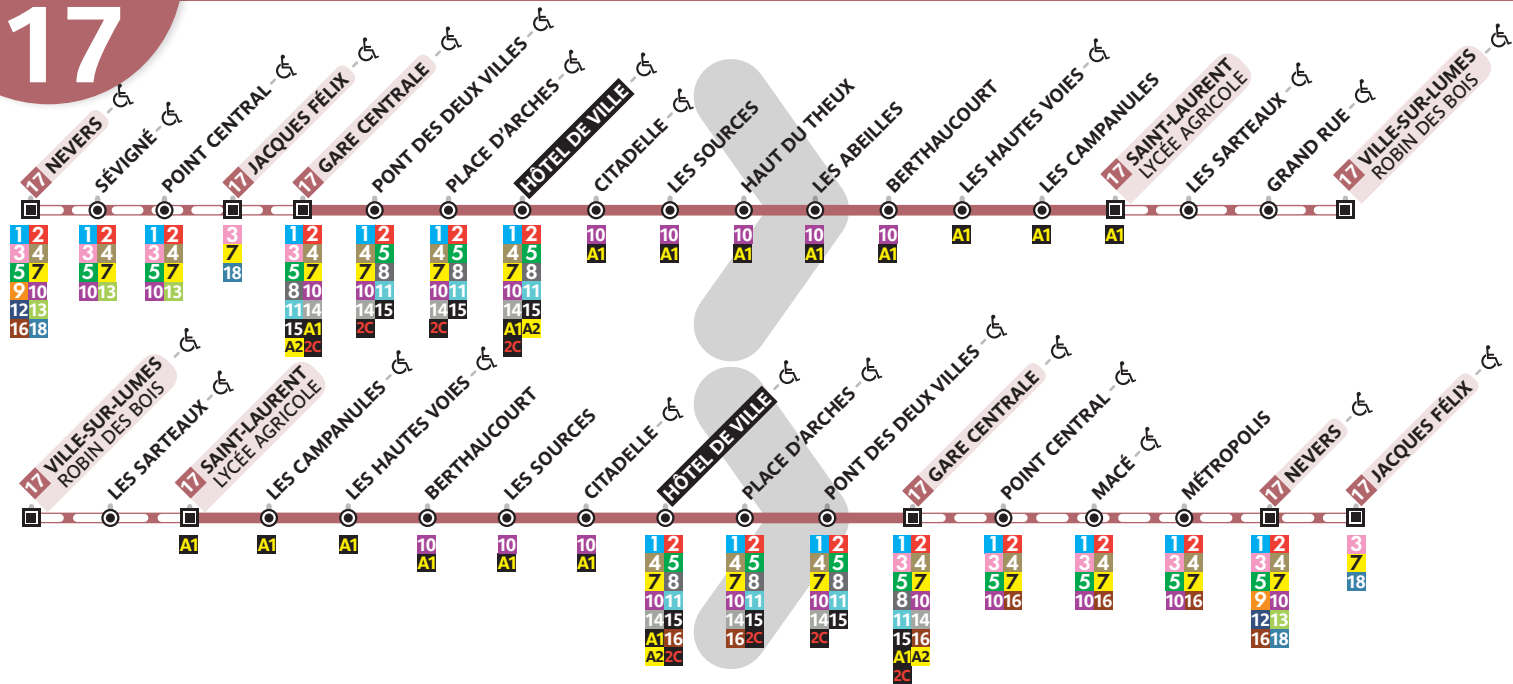 17
17 NEVERS
SÉVIGNÉ
POINT CENTRAL
17 JACQUES FÉLIX
17 GARE CENTRALE
PONT DES DEUX VILLES
PLACE D'ARCHES
HÔTEL DE VILLE
CITADELLE
LES SOURCES
HAUT DU THEUX
LES ABEILLES
BERTHAUCOURT
LES HAUTES VOIES
LES CAMPANULES
17 SAINT-LAURENT
LYCÉE AGRICOLE
LES SARTEAUX
GRAND RUE
17 VILLE-SUR-LUMES
ROBIN DES BOIS
1 2
3 4
5 7
9 10
12 13
16 18
1 2
3 4
5 7
10 13
1 2
3 4
5 7
10 13
3
7
18
1 2
3 4
5 7
8 10
11 14
15 A1
A2 2C
1 2
4 5
7 8
10 11
14 15
2C
1 2
4 5
7 8
10 11
14 15
2C
1 2
4 5
7 8
10 11
14 15
A1 A2
2C
10
A1
10
A1
10
A1
10
A1
10
A1
A1
A1
A1
17 VILLE-SUR-LUMES
ROBIN DES BOIS
LES SARTEAUX
17 SAINT-LAURENT
LYCÉE AGRICOLE
LES CAMPANULES
LES HAUTES VOIES
BERTHAUCOURT
LES SOURCES
CITADELLE
HÔTEL DE VILLE
PLACE D'ARCHES
PONT DES DEUX VILLES
17 GARE CENTRALE
POINT CENTRAL
MACÉ
MÉTROPOLIS
17 NEVERS
17 JACQUES FÉLIX
A1
A1
A1
10
A1
10
A1
10
A1
1 2
4 5
7 8
10 11
14 15
A1 16
A2 2C
1 2
4 5
7 8
10 11
14 15
16 2C
1 2
4 5
7 8
10 11
14 15
2C
1 2
3 4
5 7
8 10
11 14
15 16
A1 A2
2C
1 2
3 4
5 7
10 16
1 2
3 4
5 7
10 16
1 2
3 4
5 7
10 16
1 2
3 4
5 7
9 10
12 13
16 18
3
7
18